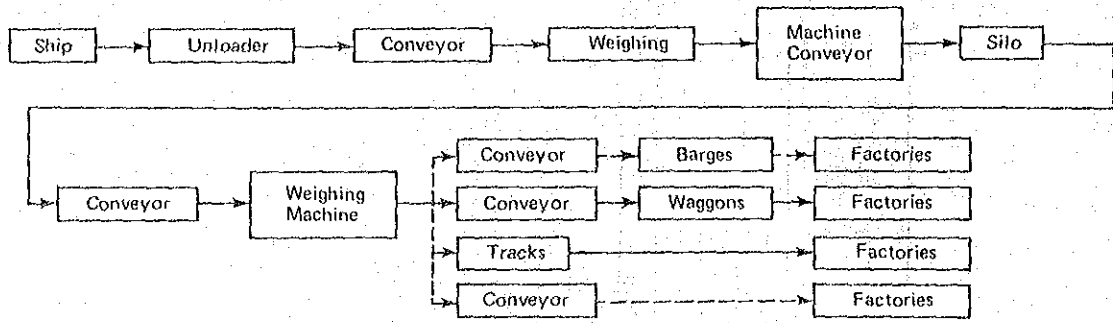 Ship
Unloader
Conveyor
Weighing
Machine
Conveyor
Silo
Conveyor
Weighing
Machine
Conveyor
Barges
Factories
Conveyor
Waggons
Factories
Tracks
Factories
Conveyor
Factories